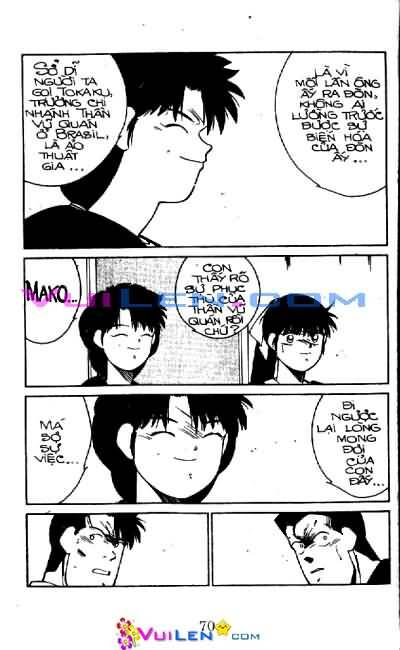 SỞ DĨ
NGƯỜI TA
GỌI TOKAKU,
TRƯỞNG CHI
NHÁNH THẦN
VŨ QUÁN
Ở BRASIL,
LÀ ẢO
THUẬT
GIA...
LÀ VÌ
MỖI LẦN ÔNG
ẤY RA ĐÒN,
KHÔNG AI
LƯỜNG TRƯỚC
ĐƯỢC SỰ
BIẾN HÓA
CỦA ĐÒN
ẤY...
MAKO...
CON
THẤY RÕ
SỰ PHỤC
THÙ CỦA
THẦN VŨ
QUÁN RỒI
CHỨ?
VUILEN.COM
MÁ
SỢ
SỰ
VIỆC...
ĐI
NGƯỢC
LẠI LÒNG
MONG
ĐỢI
CỦA
CON
ĐẤY...
70
VUILEN.COM